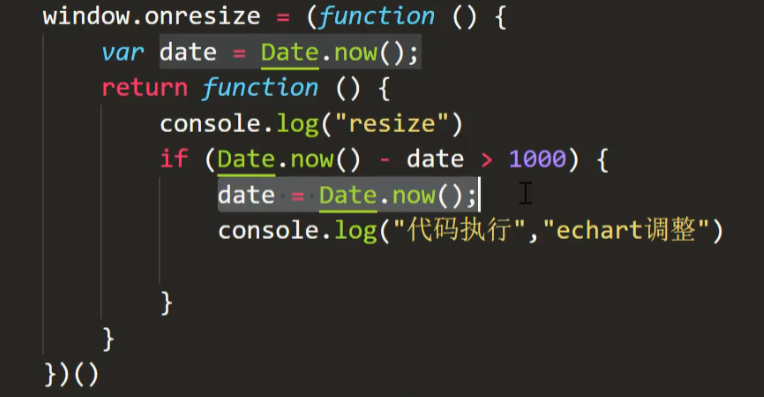 window.onresize = (function () {
var date = Date.now();
return function () {
console.log("resize")
if (Date.now() - date > 1000) {
date = Date.now();
console.log("代码执行","echart调整")
}
}
})()